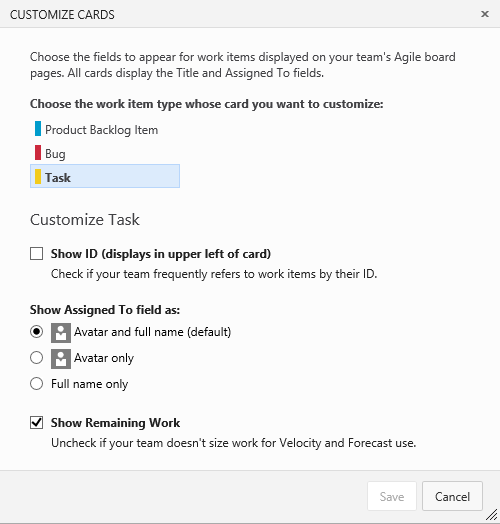 CUSTOMIZE CARDS
Choose the fields to appear for work items displayed on your team's Agile board
pages. All cards display the Title and Assigned To fields.
Choose the work item type whose card you want to customize:
Product Backlog Item
Bug
Task
Customize Task
Show ID (displays in upper left of card)
Check if your team frequently refers to work items by their ID.
Show Assigned To field as:
Avatar and full name (default)
Avatar only
Full name only
Show Remaining Work
Uncheck if your team doesn't size work for Velocity and Forecast use.
Save Cancel